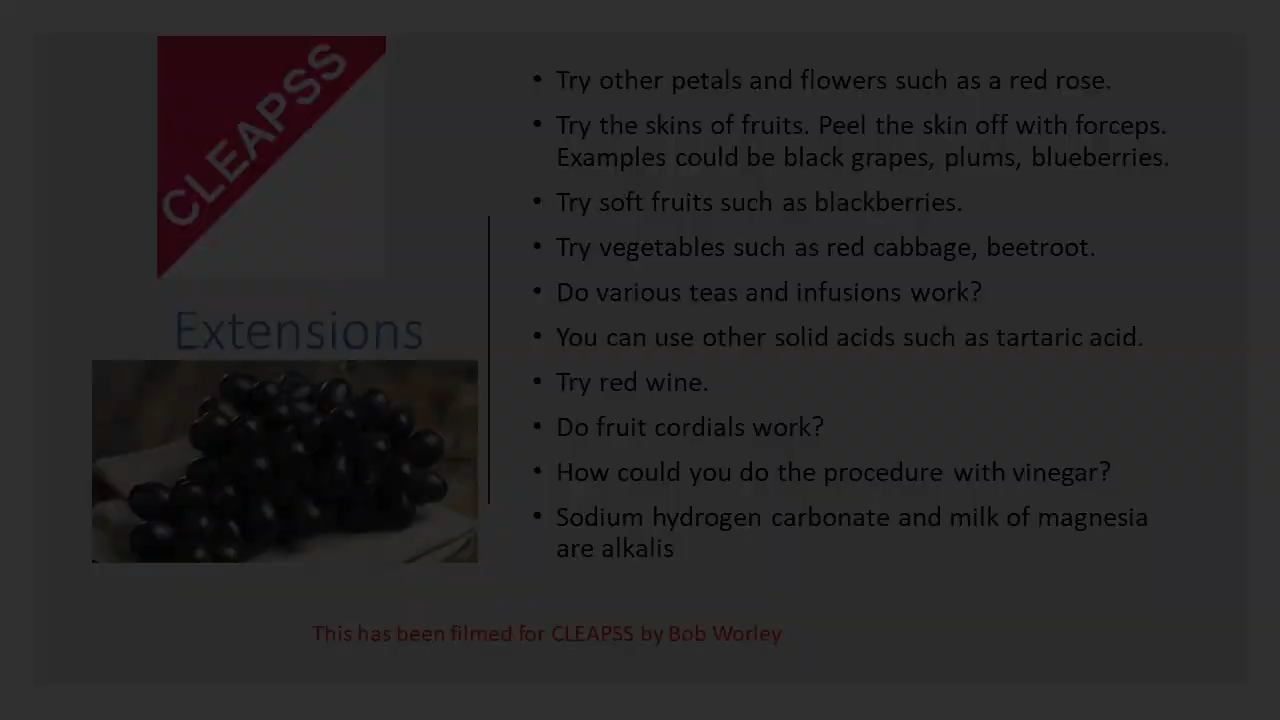 CLEAPSS
Extensions
• Try other petals and flowers such as a red rose.
• Try the skins of fruits. Peel the skin off with forceps.
Examples could be black grapes, plums, blueberries.
• Try soft fruits such as blackberries.
• Try vegetables such as red cabbage, beetroot.
• Do various teas and infusions work?
• You can use other solid acids such as tartaric acid.
• Try red wine.
• Do fruit cordials work?
• How could you do the procedure with vinegar?
• Sodium hydrogen carbonate and milk of magnesia
are alkalis
This has been filmed for CLEAPSS by Bob Worley